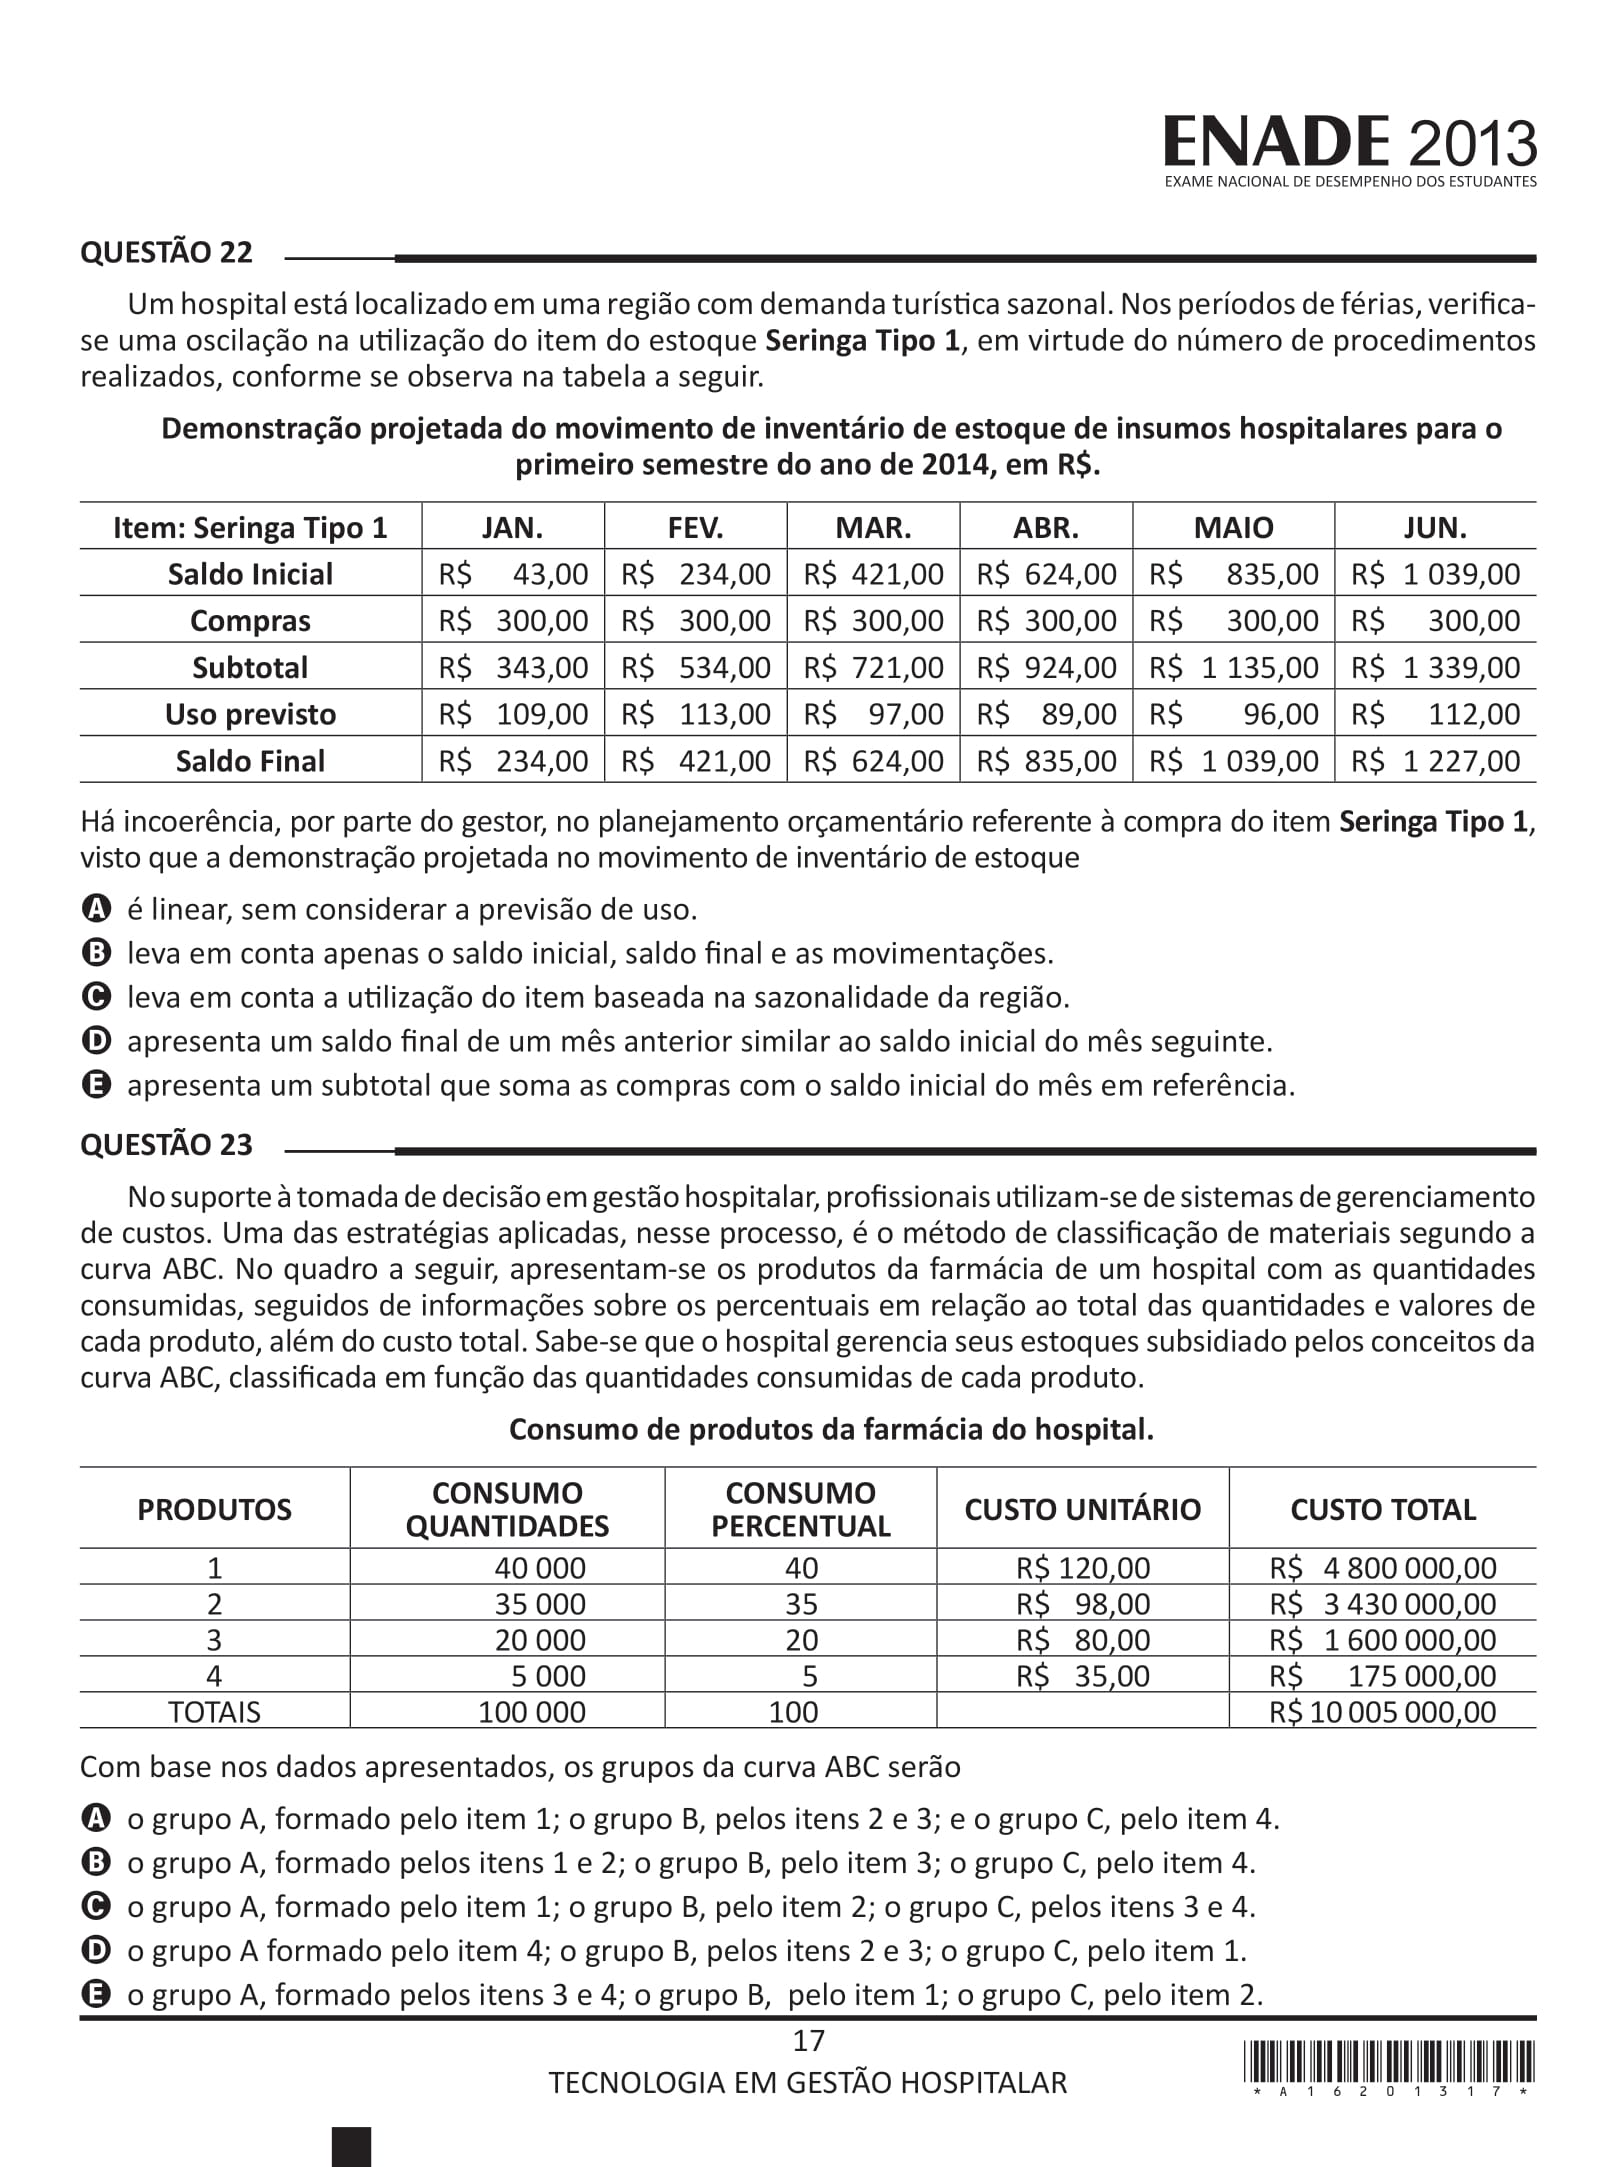 ENADE 2013
EXAME NACIONAL DE DESEMPENHO DOS ESTUDANTES
QUESTÃO 22
Um hospital está localizado em uma região com demanda turística sazonal. Nos períodos de férias, verifica-
se uma oscilação na utilização do item do estoque Seringa Tipo 1, em virtude do número de procedimentos
realizados, conforme se observa na tabela a seguir.
Demonstração projetada do movimento de inventário de estoque de insumos hospitalares para o
primeiro semestre do ano de 2014, em R$.
Item: Seringa Tipo 1 JAN. FEV. MAR. ABR. MAIO JUN.
Saldo Inicial R$ 43,00 R$ 234,00 R$ 421,00 R$ 624,00 R$ 835,00 R$ 1 039,00
Compras R$ 300,00 R$ 300,00 R$ 300,00 R$ 300,00 R$ 300,00 R$ 300,00
Subtotal R$ 343,00 R$ 534,00 R$ 721,00 R$ 924,00 R$ 1 135,00 R$ 1 339,00
Uso previsto R$ 109,00 R$ 113,00 R$ 97,00 R$ 89,00 R$ 96,00 R$ 112,00
Saldo Final R$ 234,00 R$ 421,00 R$ 624,00 R$ 835,00 R$ 1 039,00 R$ 1 227,00
Há incoerência, por parte do gestor, no planejamento orçamentário referente à compra do item Seringa Tipo 1,
visto que a demonstração projetada no movimento de inventário de estoque
A é linear, sem considerar a previsão de uso.
B leva em conta apenas o saldo inicial, saldo final e as movimentações.
C leva em conta a utilização do item baseada na sazonalidade da região.
D apresenta um saldo final de um mês anterior similar ao saldo inicial do mês seguinte.
E apresenta um subtotal que soma as compras com o saldo inicial do mês em referência.
QUESTÃO 23
No suporte à tomada de decisão em gestão hospitalar, profissionais utilizam-se de sistemas de gerenciamento
de custos. Uma das estratégias aplicadas, nesse processo, é o método de classificação de materiais segundo a
curva ABC. No quadro a seguir, apresentam-se os produtos da farmácia de um hospital com as quantidades
consumidas, seguidos de informações sobre os percentuais em relação ao total das quantidades e valores de
cada produto, além do custo total. Sabe-se que o hospital gerencia seus estoques subsidiado pelos conceitos da
curva ABC, classificada em função das quantidades consumidas de cada produto.
Consumo de produtos da farmácia do hospital.
PRODUTOS CONSUMO QUANTIDADES CONSUMO PERCENTUAL CUSTO UNITÁRIO CUSTO TOTAL
1 40 000 40 R$ 120,00 R$ 4 800 000,00
2 35 000 35 R$ 98,00 R$ 3 430 000,00
3 20 000 20 R$ 80,00 R$ 1 600 000,00
4 5 000 5 R$ 35,00 R$ 175 000,00
TOTAIS 100 000 100 R$ 10 005 000,00
Com base nos dados apresentados, os grupos da curva ABC serão
A o grupo A, formado pelo item 1; o grupo B, pelos itens 2 e 3; e o grupo C, pelo item 4.
B o grupo A, formado pelos itens 1 e 2; o grupo B, pelo item 3; o grupo C, pelo item 4.
C o grupo A, formado pelo item 1; o grupo B, pelo item 2; o grupo C, pelos itens 3 e 4.
D o grupo A formado pelo item 4; o grupo B, pelos itens 2 e 3; o grupo C, pelo item 1.
E o grupo A, formado pelos itens 3 e 4; o grupo B, pelo item 1; o grupo C, pelo item 2.
17
TECNOLOGIA EM GESTÃO HOSPITALAR
*A16201317*